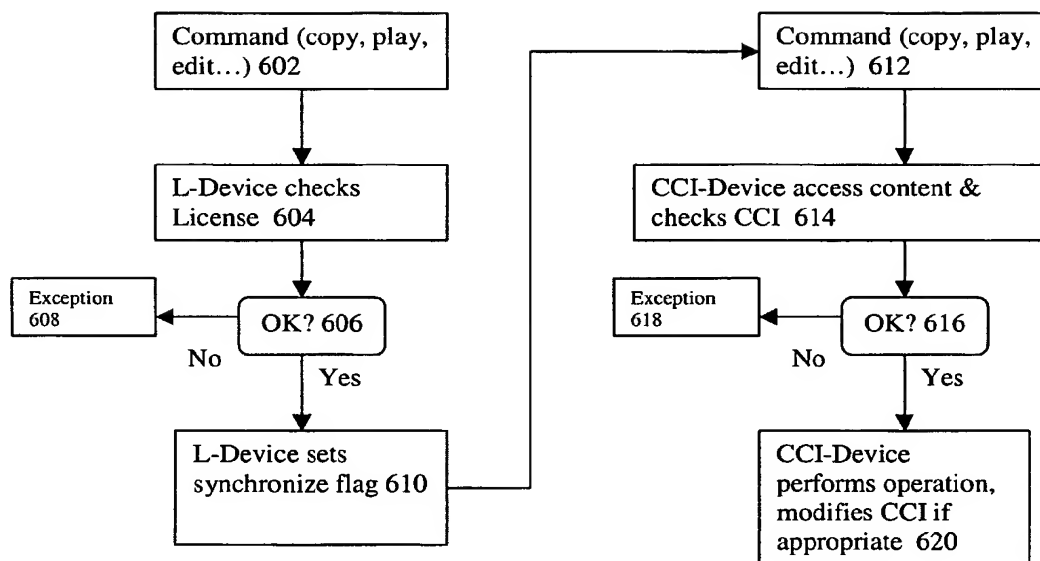 Command (copy, play,
edit…) 602
L-Device checks
License 604
Exception
608
OK? 606
No
Yes
L-Device sets
synchronize flag 610
Command (copy, play,
edit…) 612
CCI-Device access content &
checks CCI 614
Exception
618
OK? 616
No
Yes
CCI-Device
performs operation,
modifies CCI if
appropriate 620